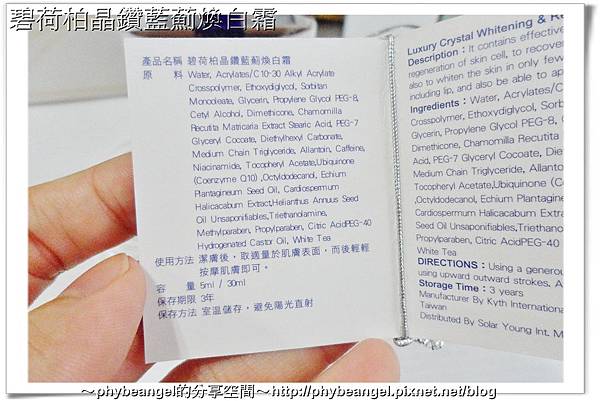 碧荷柏晶鑽藍薊煥白霜
產品名稱 碧荷柏晶鑽藍薊煥白霜
原 料 Water, Acrylates/C10-30 Alkyl Acrylate
Crosspolymer, Ethoxydiglycol, Sorbitan
Monooleate, Glycerin, Propylene Glycol PEG-8,
Cetyl Alcohol, Dimethicone, Chamomilla
Recutita Matricaria Extract Stearic Acid, PEG-7
Glyceryl Cocoate, Diethylhexyl Carbonate,
Medium Chain Triglyceride, Allantoin, Caffeine,
Niacinamide, Tocopheryl Acetate,Ubiquinone
(Coenzyme Q10) ,Octyldodecanol, Echium
Plantagineum Seed Oil, Cardiospermum
Halicacabum Extract,Helianthus Annuus Seed
Oil Unsaponifiables,Triethanolamine,
Methylparaben, Propylparaben, Citric AcidPEG-40
Hydrogenated Castor Oil, White Tea
使用方法 潔膚後，取適量於肌膚表面，而後輕輕
按摩肌膚即可。
容 量 5ml / 30ml
保存期限 3年
保存方法 室溫儲存，避免陽光直射
Luxury Crystal Whitening & Re
Description : It contains effective
regeneration of skin cell, to recover
also to whiten the skin in only few
including lip, and also be able to app
Ingredients : Water, Acrylates/C
Crosspolymer, Ethoxydiglycol, Sorb
Glycerin, Propylene Glycol PEG-8, C
Dimethicone, Chamomilla Recutita
Acid, PEG-7 Glyceryl Cocoate, Die
Medium Chain Triglyceride, Allanto
Tocopheryl Acetate,Ubiquinone (C
,Octyldodecanol, Echium Plantagine
Cardiospermum Halicacabum Extra
Oil Unsaponifiables,Triethanolamine
Propylparaben, Citric AcidPEG-40
White Tea
DIRECTIONS : Using a generou
using upward outward strokes. A
Storage Time : 3 years
Manufacturer By Kyth Internationa
Taiwan
Distributed By Solar Young Int. M
～phybeangel的分享空間～http://phybeangel.pixnet.net/blog